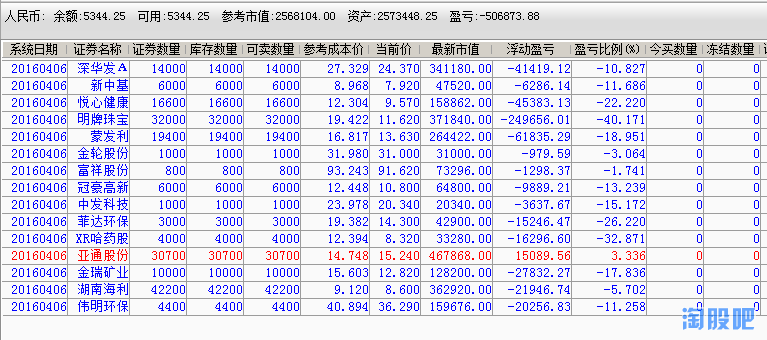 人民币: 余额:5344.25 可用:5344.25 参考市值:2568104.00 资产:2573448.25 盈亏:-506873.88
系统日期 证券名称 证券数量 库存数量 可卖数量 参考成本价 当前价 最新市值 浮动盈亏 盈亏比例(%) 今买数量 冻结数量
20160406 深华发A 14000 14000 14000 27.329 24.370 341180.00 -41419.12 -10.827 0 0
20160406 新中基 6000 6000 6000 8.968 7.920 47520.00 -6286.14 -11.686 0 0
20160406 悦心健康 16600 16600 16600 12.304 9.570 158862.00 -45383.13 -22.220 0 0
20160406 明牌珠宝 32000 32000 32000 19.422 11.620 371840.00 -249656.01 -40.171 0 0
20160406 蒙发利 19400 19400 19400 16.817 13.630 264422.00 -61835.29 -18.951 0 0
20160406 金轮股份 1000 1000 1000 31.980 31.000 31000.00 -979.59 -3.064 0 0
20160406 富祥股份 800 800 800 93.243 91.620 73296.00 -1298.37 -1.741 0 0
20160406 冠豪高新 6000 6000 6000 12.448 10.800 64800.00 -9889.21 -13.239 0 0
20160406 中发科技 1000 1000 1000 23.978 20.340 20340.00 -3637.67 -15.172 0 0
20160406 菲达环保 3000 3000 3000 19.382 14.300 42900.00 -15246.47 -26.220 0 0
20160406 XR哈药股 4000 4000 4000 12.394 8.320 33280.00 -16296.60 -32.871 0 0
20160406 亚通股份 30700 30700 30700 14.748 15.240 467868.00 15089.56 3.336 0 0
20160406 金瑞矿业 10000 10000 10000 15.603 12.820 128200.00 -27832.27 -17.836 0 0
20160406 湖南海利 42200 42200 42200 9.120 8.600 362920.00 -21946.74 -5.702 0 0
20160406 伟明环保 4400 4400 4400 40.894 36.290 159676.00 -20256.83 -11.258 0 0
淘股吧